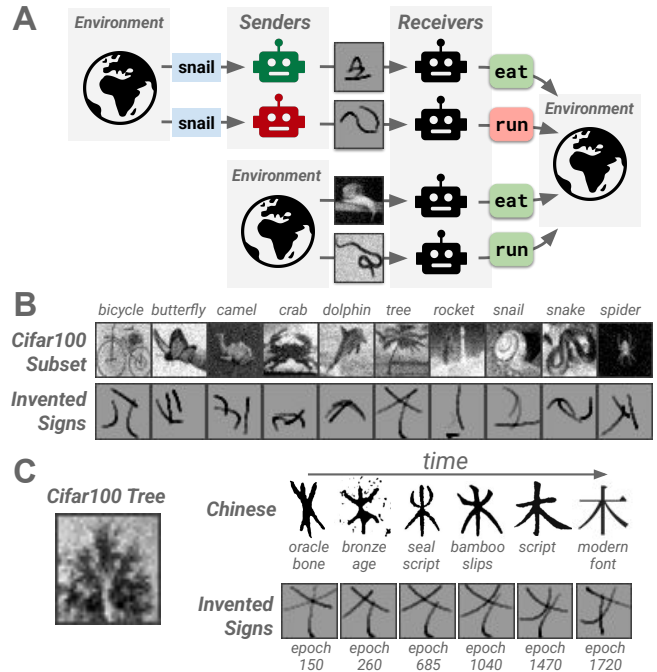 A
Environment
Senders
Receivers
snail
eat
snail
run
Environment
Environment
eat
run
B
bicycle butterfly camel crab dolphin tree rocket snail snake spider
Cifar100
Subset
Invented
Signs
C
time
Cifar100 Tree
Chinese
木 木
oracle
bone
bronze
age
seal
script
bamboo
slips
script
modern
font
Invented
Signs
epoch
150
epoch
260
epoch
685
epoch
1040
epoch
1470
epoch
1720